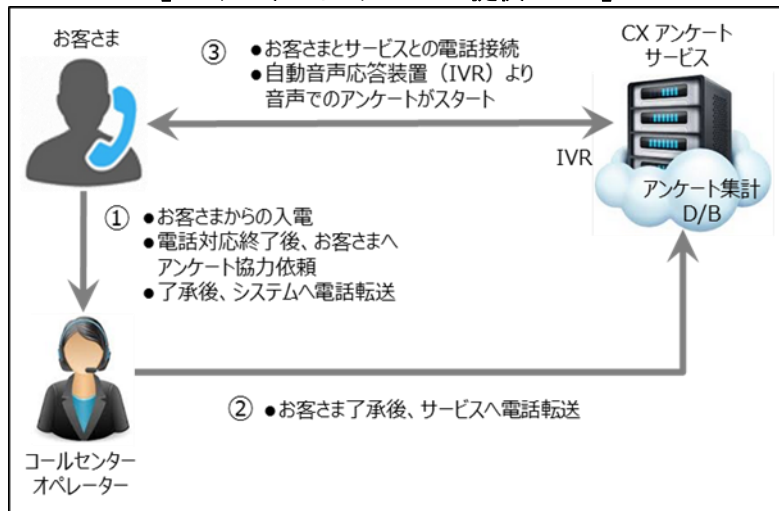 お客さま
③
●お客さまとサービスとの電話接続
●自動音声応答装置（IVR）より
音声でのアンケートがスタート
CX アンケート
サービス
IVR
アンケート集計
D/B
①
●お客さまからの入電
●電話対応終了後、お客さまへ
アンケート協力依頼
●了承後、システムへ電話転送
②
●お客さま了承後、サービスへ電話転送
コールセンター
オペレーター